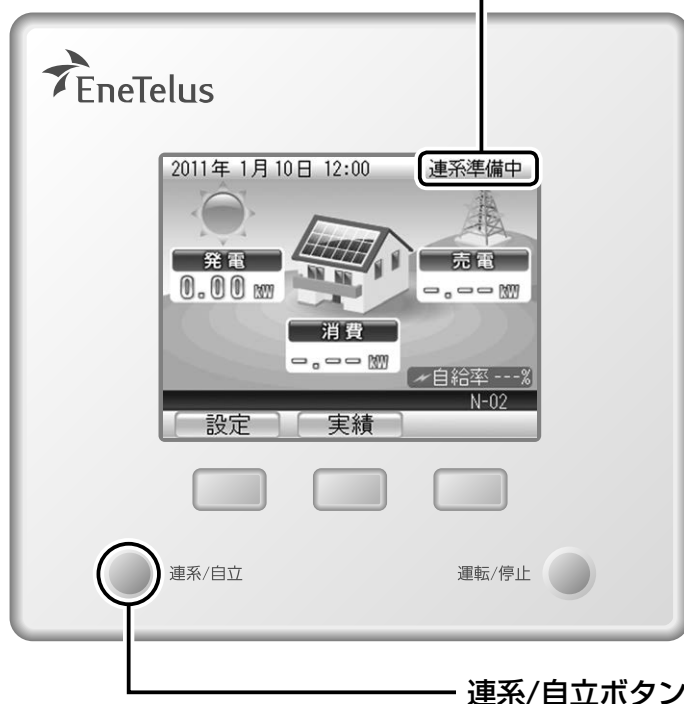 EneTelus
2011年 1月10日 12:00 連系準備中
発電 売電
0.00 kW -.-- kW
消費
-.-- kW
自給率 ---%
N-02
設定 実績
連系/自立 運転/停止
連系/自立ボタン